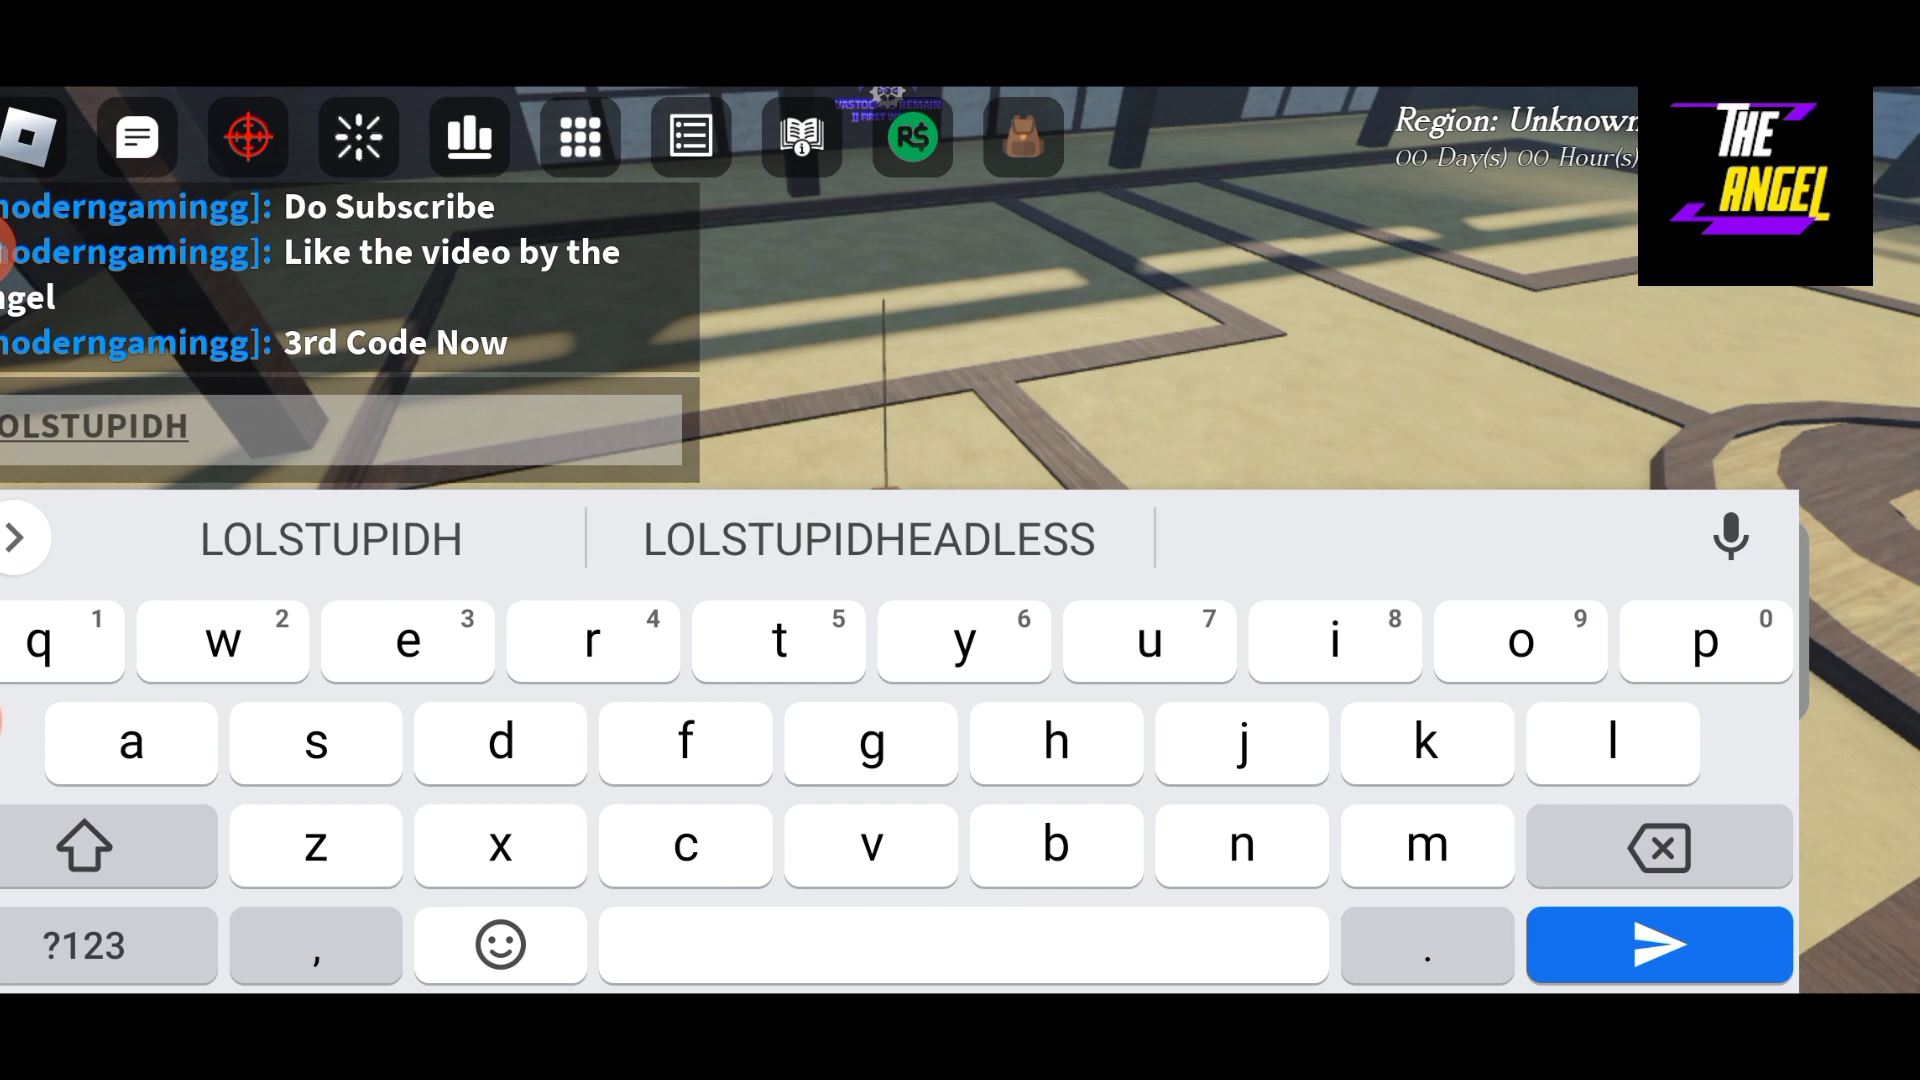 THE
ANGEL
Region: Unknown
00 Day(s) 00 Hour(s)
R$
oderngamingg]: Do Subscribe
oderngamingg]: Like the video by the
ngel
oderngamingg]: 3rd Code Now
OLSTUPIDH
LOLSTUPIDH LOLSTUPIDHEADLESS
q 1 w 2 e 3 r 4 t 5 y 6 u 7 i 8 o 9 p 0
a s d f g h j k l
z x c v b n m
?123 , .